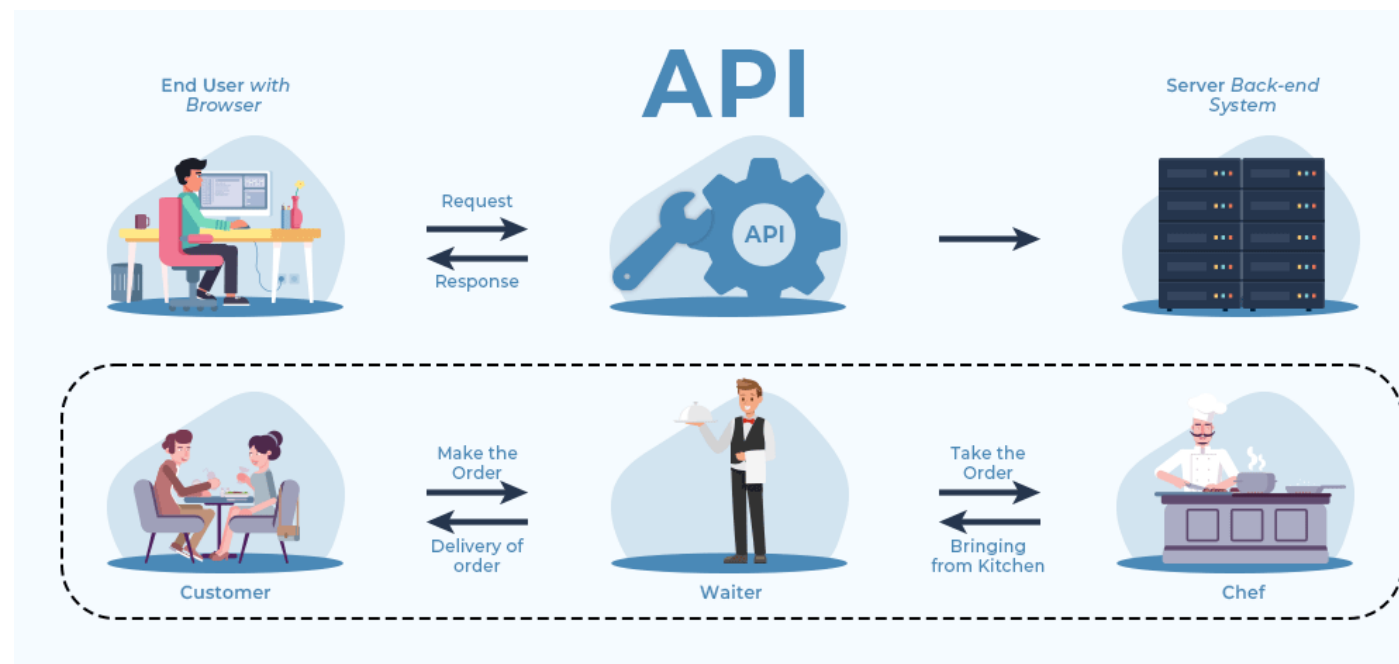 API
End User with
Browser
Server Back-end
System
Request
API
Response
Make the
Order
Take the
Order
Delivery of
order
Bringing
from Kitchen
Customer
Waiter
Chef